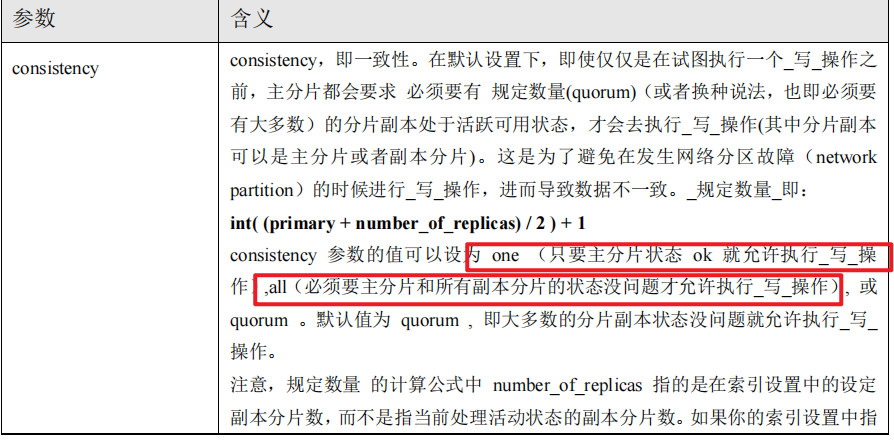 参数
含义
consistency
consistency，即一致性。在默认设置下，即使仅仅是在试图执行一个_写_操作之
前，主分片都会要求 必须要有 规定数量(quorum)（或者换种说法，也即必须要
有大多数）的分片副本处于活跃可用状态，才会去执行_写_操作(其中分片副本
可以是主分片或者副本分片)。这是为了避免在发生网络分区故障（network
partition）的时候进行_写_操作，进而导致数据不一致。_规定数量_即：
int( (primary + number_of_replicas) / 2 ) + 1
consistency 参数的值可以设为 one （只要主分片状态 ok 就允许执行_写_操
作）,all（必须要主分片和所有副本分片的状态没问题才允许执行_写_操作）, 或
quorum 。默认值为 quorum , 即大多数的分片副本状态没问题就允许执行_写_
操作。
注意，规定数量 的计算公式中 number_of_replicas 指的是在索引设置中的设定
副本分片数，而不是指当前处理活动状态的副本分片数。如果你的索引设置中指